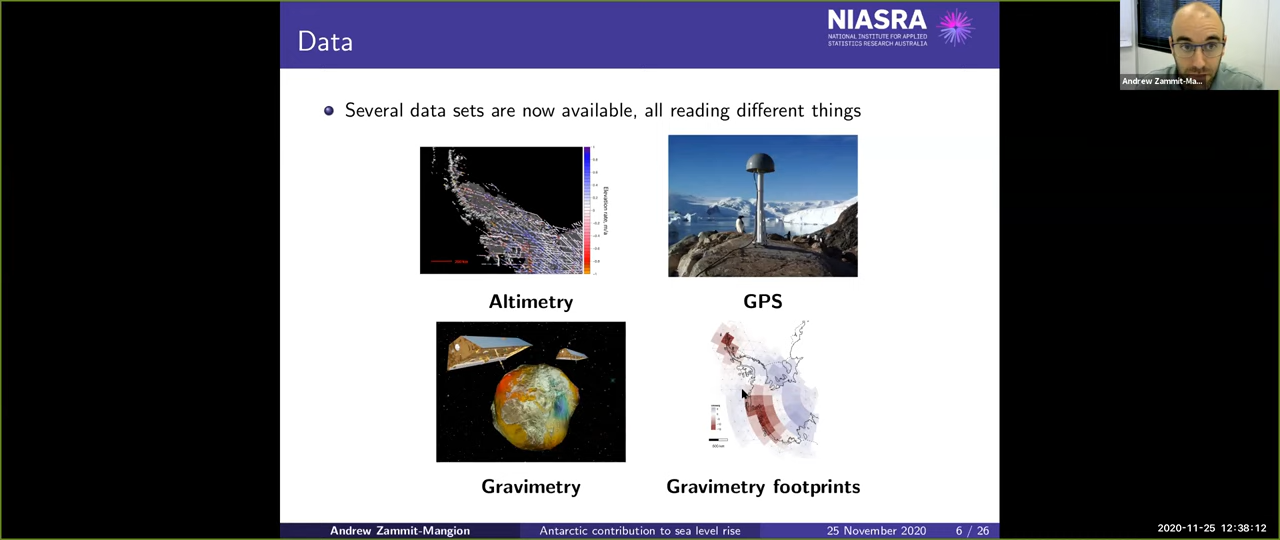 Data
NIASRA
NATIONAL INSTITUTE FOR APPLIED
STATISTICS RESEARCH AUSTRALIA
Andrew Zammit-Ma...
Several data sets are now available, all reading different things
Elevation rate, m/a
Altimetry
GPS
Gravimetry
Gravimetry footprints
Andrew Zammit-Mangion
Antarctic contribution to sea level rise
25 November 2020
6 / 26
2020-11-25 12:38:12